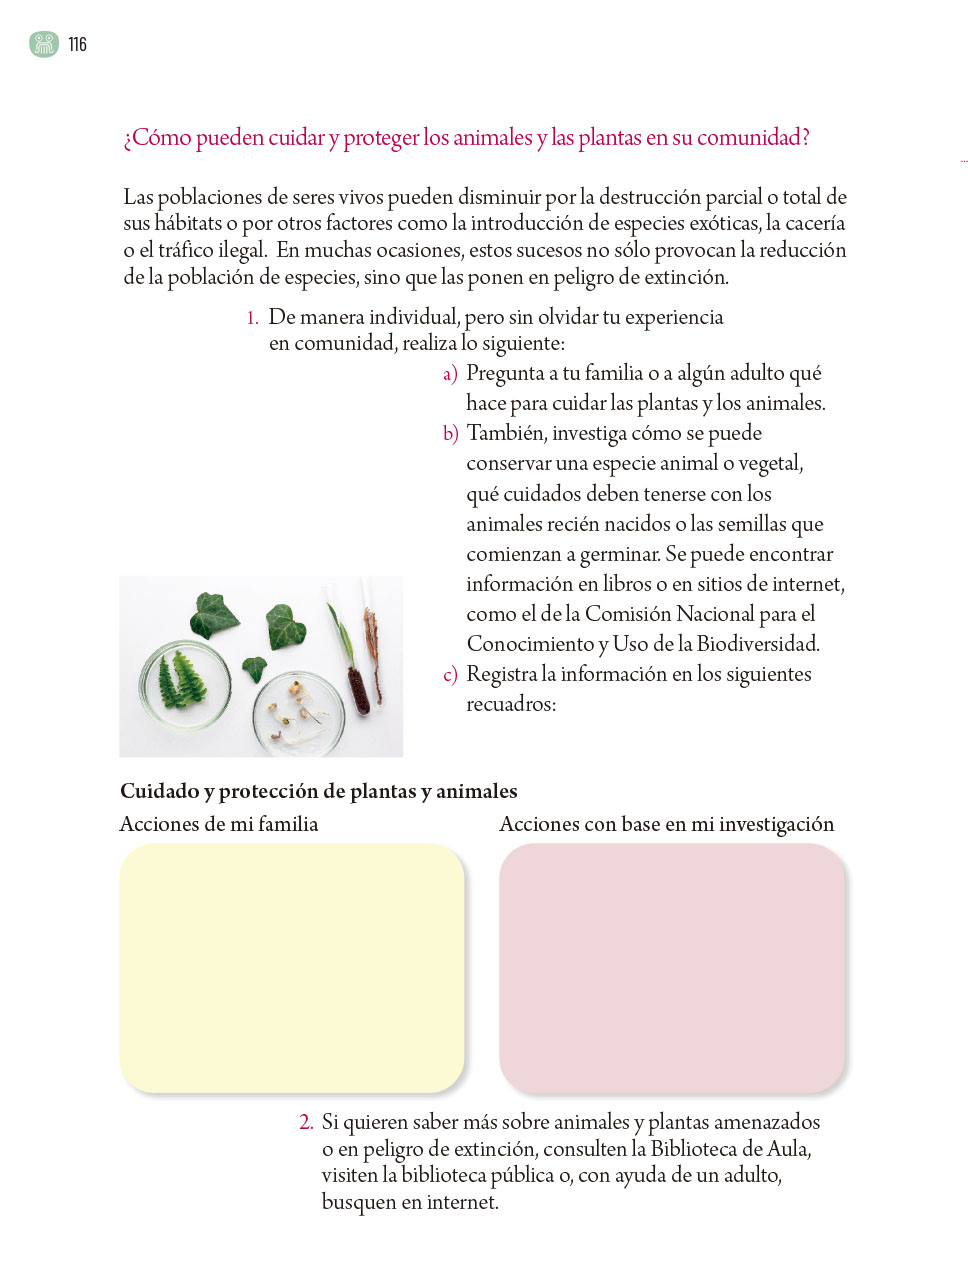 116
¿Cómo pueden cuidar y proteger los animales y las plantas en su comunidad?
Las poblaciones de seres vivos pueden disminuir por la destrucción parcial o total de
sus hábitats o por otros factores como la introducción de especies exóticas, la cacería
o el tráfico ilegal. En muchas ocasiones, estos sucesos no sólo provocan la reducción
de la población de especies, sino que las ponen en peligro de extinción.
1. De manera individual, pero sin olvidar tu experiencia
en comunidad, realiza lo siguiente:
a) Pregunta a tu familia o a algún adulto qué
hace para cuidar las plantas y los animales.
b) También, investiga cómo se puede
conservar una especie animal o vegetal,
qué cuidados deben tenerse con los
animales recién nacidos o las semillas que
comienzan a germinar. Se puede encontrar
información en libros o en sitios de internet,
como el de la Comisión Nacional para el
Conocimiento y Uso de la Biodiversidad.
c) Registra la información en los siguientes
recuadros:
Cuidado y protección de plantas y animales
Acciones de mi familia
Acciones con base en mi investigación
2. Si quieren saber más sobre animales y plantas amenazados
o en peligro de extinción, consulten la Biblioteca de Aula,
visiten la biblioteca pública o, con ayuda de un adulto,
busquen en internet.